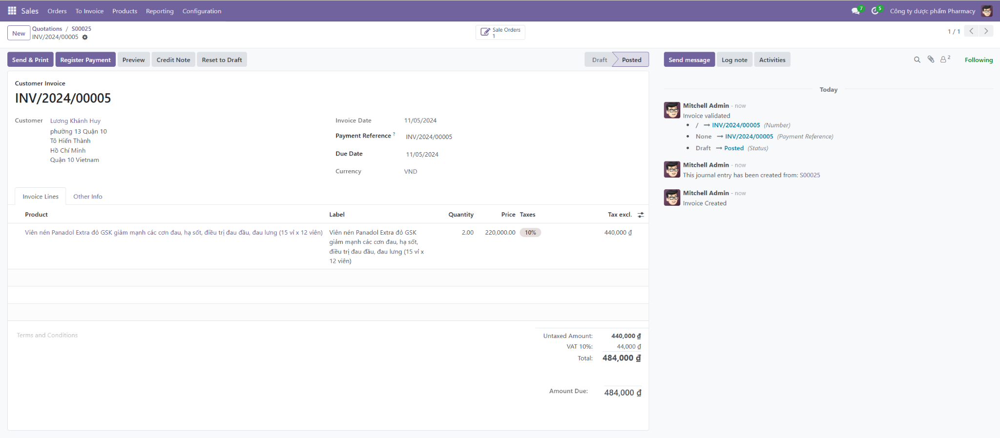 Sales Orders To Invoice Products Reporting Configuration 7 5 Công ty dược phẩm Pharmacy
New Quotations / S00025
INV/2024/00005
Sale Orders
1
1 / 1
Send & Print Register Payment Preview Credit Note Reset to Draft Draft Posted
Send message Log note Activities 2 Following
Customer Invoice
INV/2024/00005
Customer Lương Khánh Huy
phường 13 Quận 10
Tô Hiến Thành
Hồ Chí Minh
Quận 10 Vietnam
Invoice Date 11/05/2024
Payment Reference ? INV/2024/00005
Due Date 11/05/2024
Currency VND
Invoice Lines Other Info
Product Label Quantity Price Taxes Tax excl.
Viên nén Panadol Extra đỏ GSK giảm mạnh các cơn đau, hạ sốt, điều trị đau đầu, đau lưng (15 vỉ x 12 viên) Viên nén Panadol Extra đỏ GSK 2.00 220,000.00 10% 440,000 ₫
giảm mạnh các cơn đau, hạ sốt,
điều trị đau đầu, đau lưng (15 vỉ x
12 viên)
Terms and Conditions
Untaxed Amount: 440,000 ₫
VAT 10%: 44,000 ₫
Total: 484,000 ₫
Amount Due: 484,000 ₫
Today
Mitchell Admin - now
Invoice validated
• / → INV/2024/00005 (Number)
• None → INV/2024/00005 (Payment Reference)
• Draft → Posted (Status)
Mitchell Admin - now
This journal entry has been created from: S00025
Mitchell Admin - now
Invoice Created